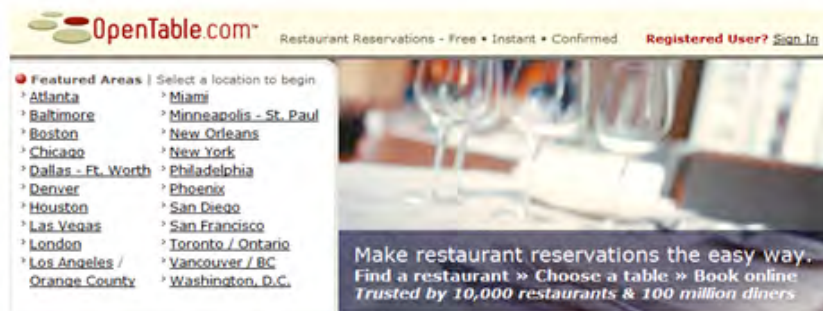 OpenTable.com™ Restaurant Reservations - Free • Instant • Confirmed Registered User? Sign In
Featured Areas | Select a location to begin
› Atlanta
› Baltimore
› Boston
› Chicago
› Dallas - Ft. Worth
› Denver
› Houston
› Las Vegas
› London
› Los Angeles /
Orange County
› Miami
› Minneapolis - St. Paul
› New Orleans
› New York
› Philadelphia
› Phoenix
› San Diego
› San Francisco
› Toronto / Ontario
› Vancouver / BC
› Washington, D.C.
Make restaurant reservations the easy way.
Find a restaurant » Choose a table » Book online
Trusted by 10,000 restaurants & 100 million diners